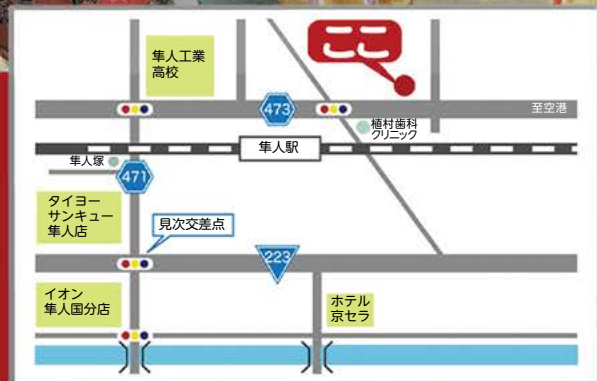 ここ
隼人工業
高校
473
至空港
植村歯科
クリニック
隼人駅
隼人塚
471
タイヨー
サンキュー
隼人店
見次交差点
223
イオン
隼人国分店
ホテル
京セラ